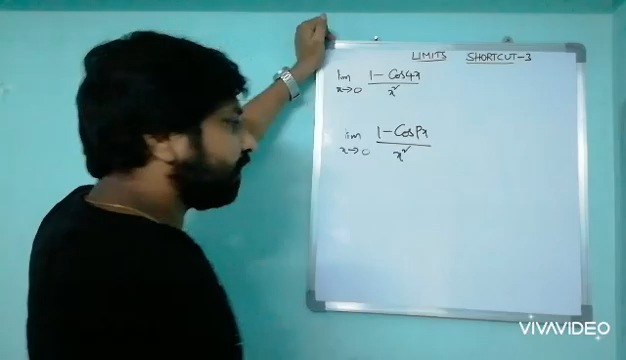 LIMITS SHORTCUT-3
lim x→0 1 - Cos4x / x²
lim x→0 1 - CosPx / x²
VIVAVIDEO